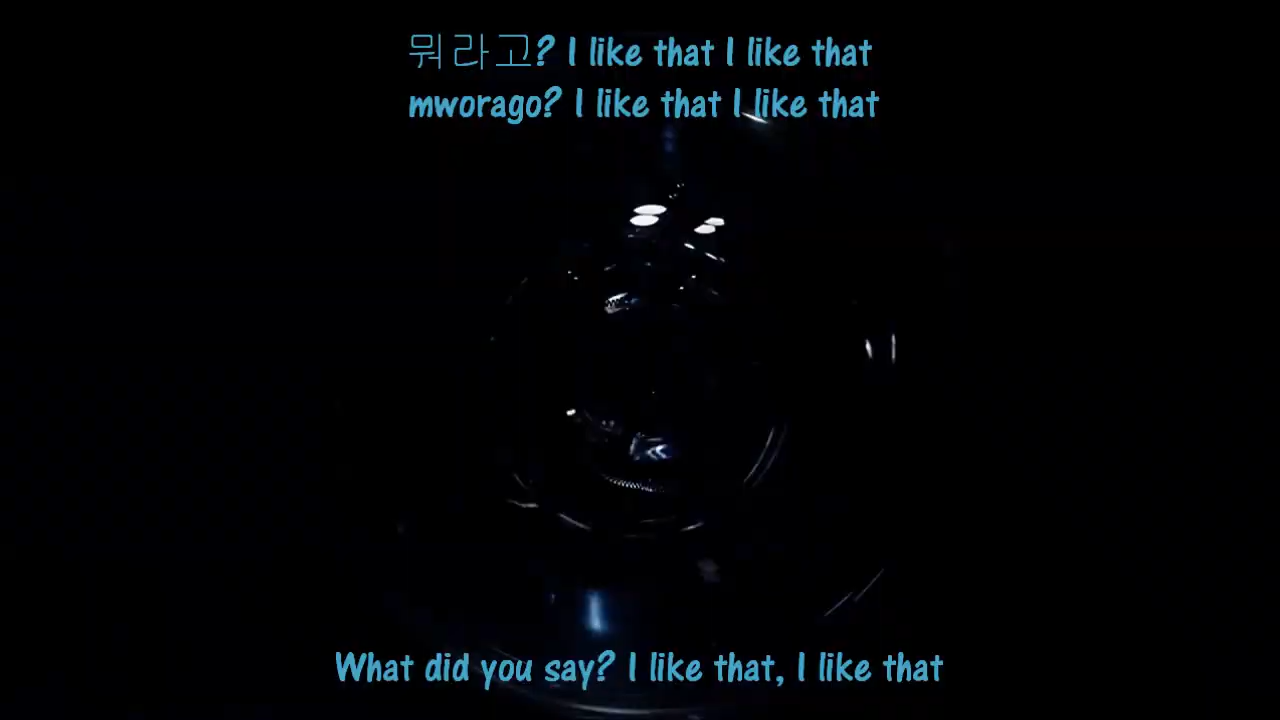 뭐라고? I like that I like that
mworago? I like that I like that
What did you say? I like that, I like that